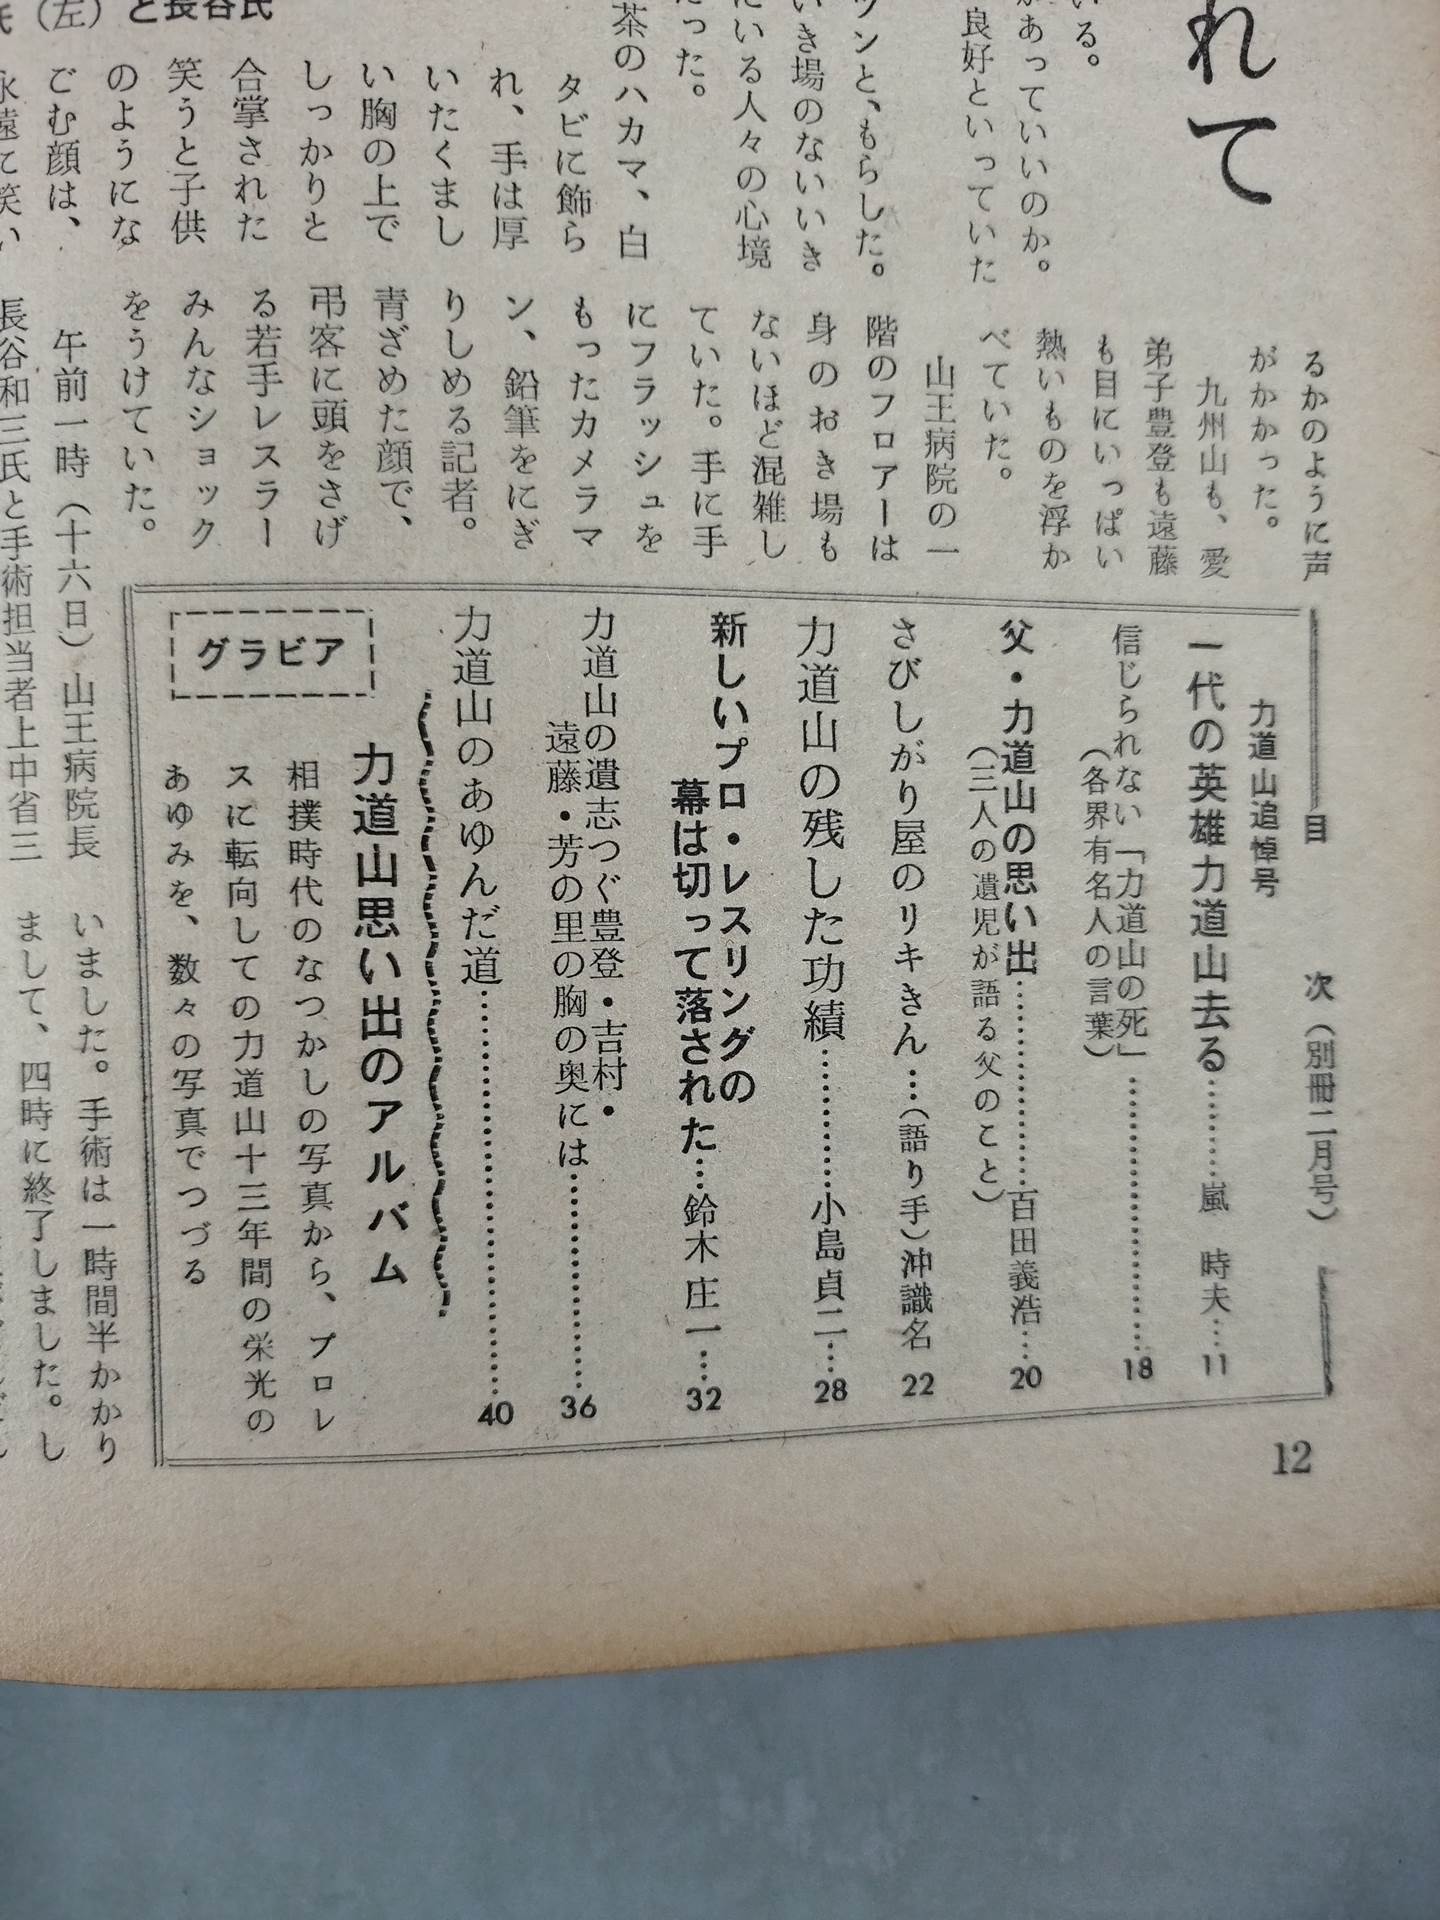 れて
いる。
があっていいのか。
良好といっていた
ツンと、もらした。
いき場のないいき
にいる人々の心境
だった。
茶のハカマ、白
タビに飾ら
れ、手は厚
いたくまし
い胸の上で
しっかりと
合掌された
笑うと子供
のようにな
ごむ顔は、
永遠に笑い
氏（左）と長谷氏
るかのように声
がかかった。
九州山も、愛
弟子豊登も遠藤
も目にいっぱい
熱いものを浮か
べていた。
山王病院の一
階のフロアーは
身のおき場も
ないほど混雑し
ていた。手に手
にフラッシュを
もったカメラマ
ン、鉛筆をにぎ
りしめる記者。
青ざめた顔で、
弔客に頭をさげ
る若手レスラー
みんなショック
をうけていた。
午前一時（十六日）山王病院長
長谷和三氏と手術担当者上中省三
いました。手術は一時間半かかり
まして、四時に終了しました。し
目　次（別冊二月号）
力道山追悼号
一代の英雄力道山去る…………嵐　時夫…11
信じられない「力道山の死」…………………………18
（各界有名人の言葉）
父・力道山の思い出…………………百田義浩…20
（三人の遺児が語る父のこと）
さびしがり屋のリキさん…（語り手）沖識名 22
力道山の残した功績……………小島貞二…28
新しいプロ・レスリングの
幕は切って落された…鈴木庄一…32
力道山の遺志つぐ豊登・吉村・
遠藤・芳の里の胸の奥には…………………36
力道山のあゆんだ道……………………………40
グラビア
力道山思い出のアルバム
相撲時代のなつかしの写真から、プロレ
スに転向しての力道山十三年間の栄光の
あゆみを、数々の写真でつづる
12